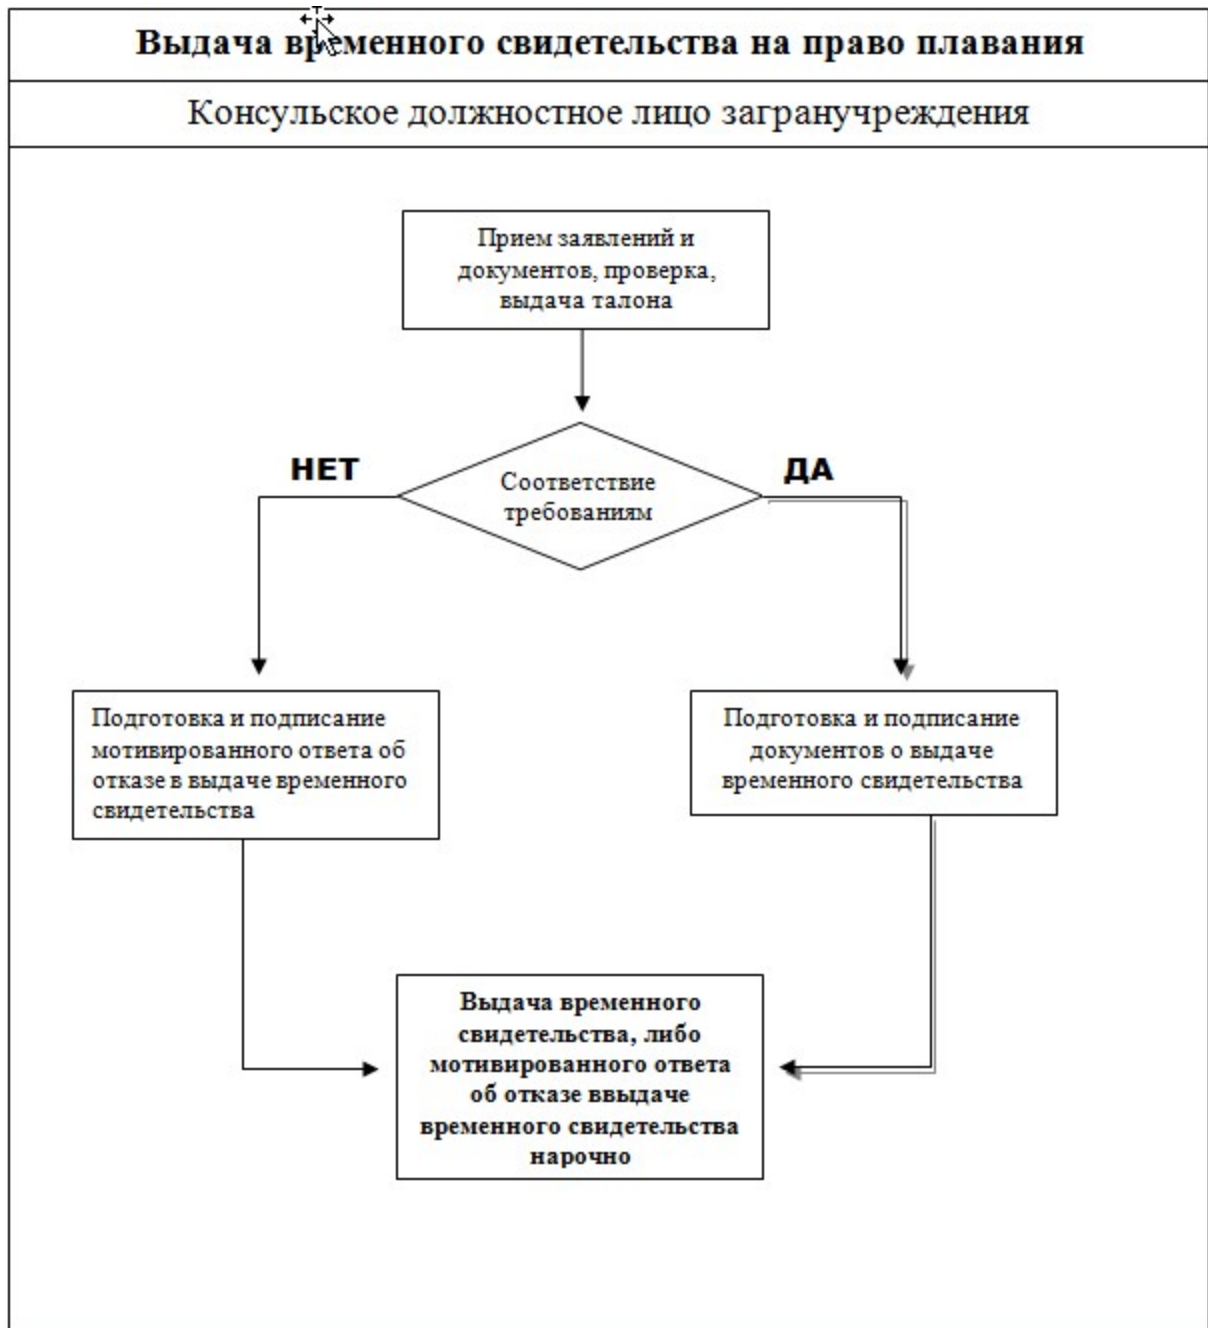 Выдача временного свидетельства на право плавания
Консульское должностное лицо загранучреждения
Прием заявлений и
документов, проверка,
выдача талона
НЕТ
ДА
Соответствие
требованиям
Подготовка и подписание
мотивированного ответа об
отказе в выдаче временного
свидетельства
Подготовка и подписание
документов о выдаче
временного свидетельства
Выдача временного
свидетельства, либо
мотивированного ответа
об отказе ввыдаче
временного свидетельства
нарочно